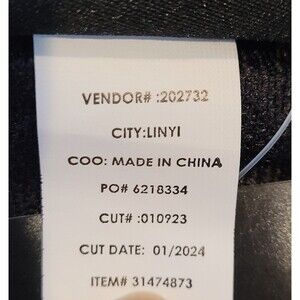 VENDOR# :202732
CITY:LINYI
COO: MADE IN CHINA
PO# 6218334
CUT# :010923
CUT DATE: 01/2024
ITEM# 31474873